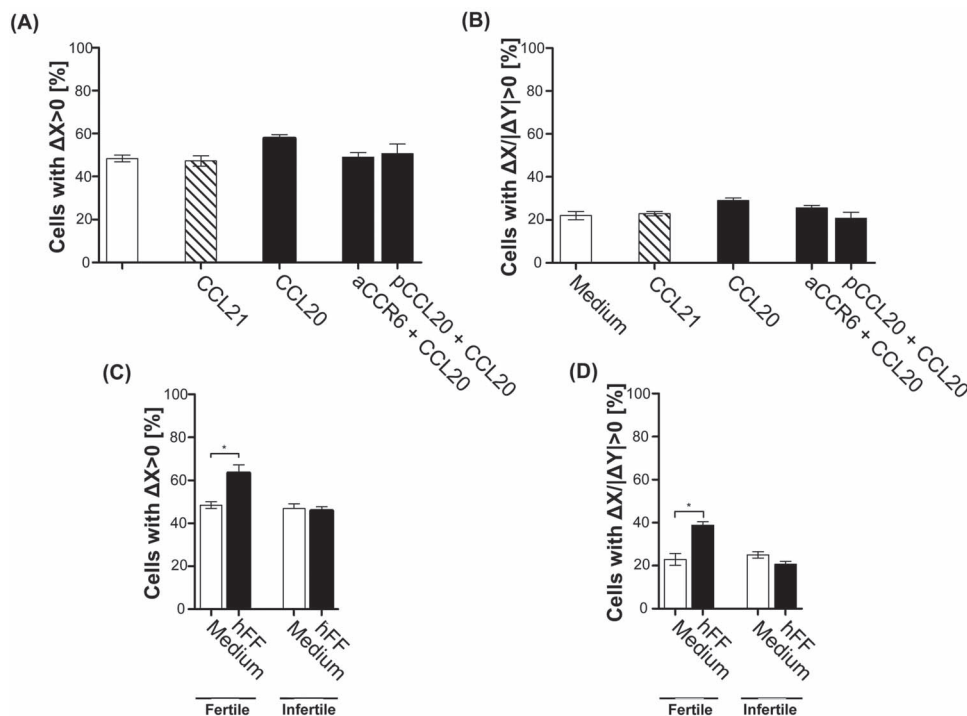 (A)
Cells with ΔX>0 [%]
100
80
60
40
20
0
CCL21
CCL20
aCCR6 + CCL20
pCCL20 + CCL20
(B)
Cells with ΔX/|ΔY|>0 [%]
100
80
60
40
20
0
Medium
CCL21
CCL20
aCCR6 + CCL20
pCCL20 + CCL20
(C)
Cells with ΔX>0 [%]
100
80
60
40
20
0
*
Medium
hFF
Medium
hFF
Fertile
Infertile
(D)
Cells with ΔX/|ΔY|>0 [%]
100
80
60
40
20
0
*
Medium
hFF
Medium
hFF
Fertile
Infertile